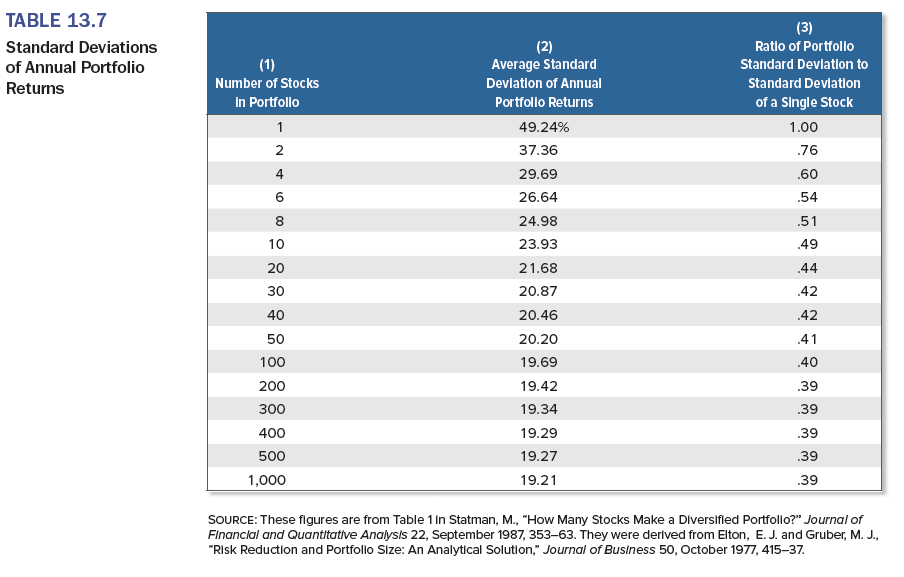 TABLE 13.7
Standard Deviations
of Annual Portfolio
Returns
(1)
Number of Stocks
in Portfolio
(2)
Average Standard
Deviation of Annual
Portfolio Returns
(3)
Ratio of Portfolio
Standard Deviation to
Standard Deviation
of a Single Stock
1 49.24% 1.00
2 37.36 .76
4 29.69 .60
6 26.64 .54
8 24.98 .51
10 23.93 .49
20 21.68 .44
30 20.87 .42
40 20.46 .42
50 20.20 .41
100 19.69 .40
200 19.42 .39
300 19.34 .39
400 19.29 .39
500 19.27 .39
1,000 19.21 .39
SOURCE: These figures are from Table 1 in Statman, M., “How Many Stocks Make a Diversified Portfolio?” Journal of
Financial and Quantitative Analysis 22, September 1987, 353–63. They were derived from Elton, E. J. and Gruber, M. J.,
“Risk Reduction and Portfolio Size: An Analytical Solution,” Journal of Business 50, October 1977, 415–37.